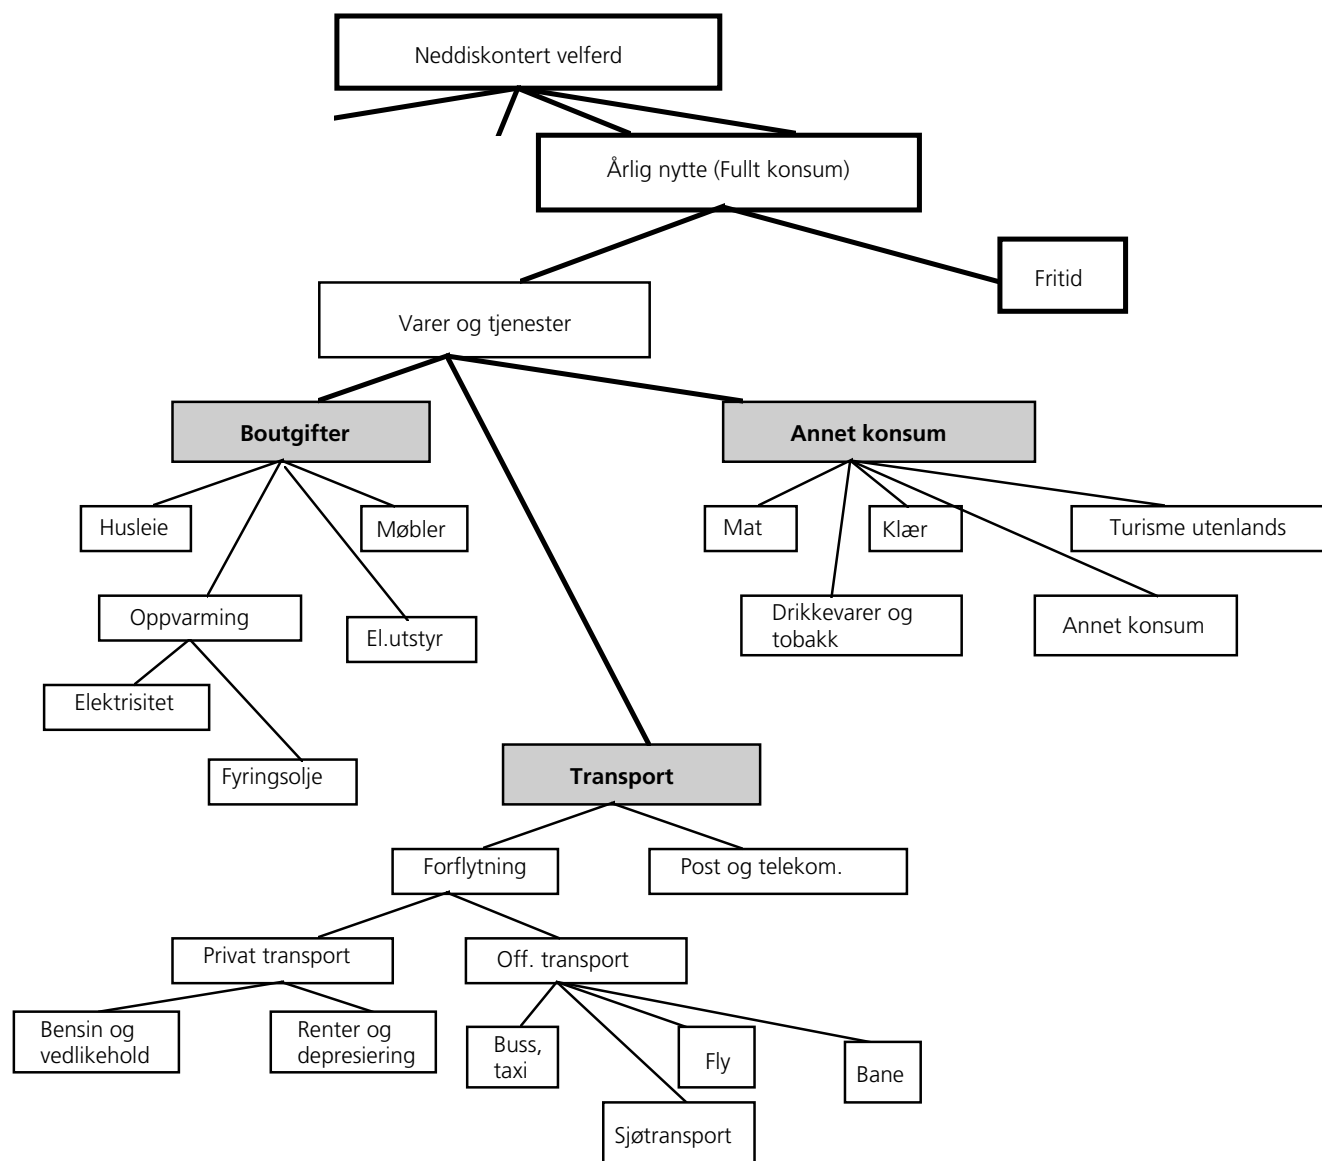 Neddiskontert velferd
Årlig nytte (Fullt konsum)
Fritid
Varer og tjenester
Boutgifter
Annet konsum
Husleie
Møbler
Mat
Klær
Turisme utenlands
Oppvarming
El.utstyr
Drikkevarer og
tobakk
Annet konsum
Elektrisitet
Fyringsolje
Transport
Forflytning
Post og telekom.
Privat transport
Off. transport
Bensin og
vedlikehold
Renter og
depresiering
Buss,
taxi
Fly
Bane
Sjøtransport